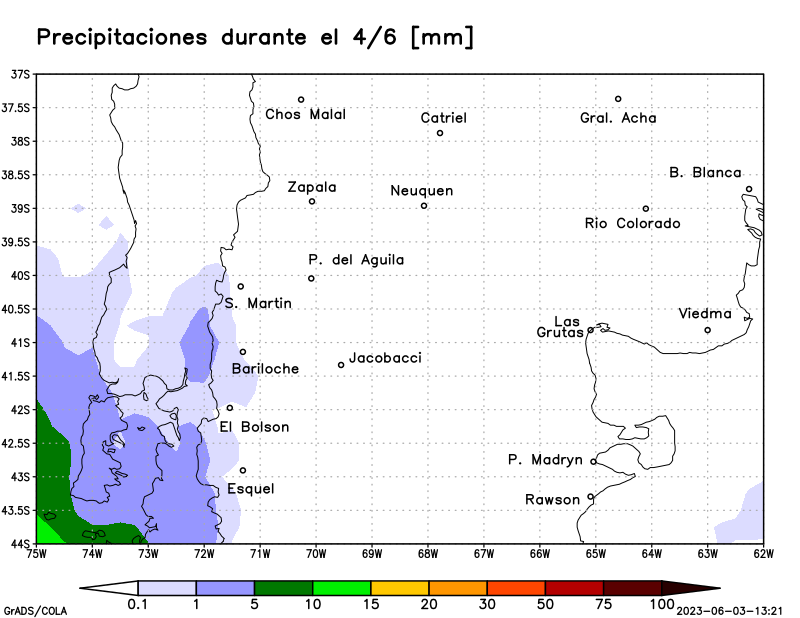 Precipitaciones durante el 4/6 [mm]
37S
37.5S
38S
38.5S
39S
39.5S
40S
40.5S
41S
41.5S
42S
42.5S
43S
43.5S
44S
Chos Malal
Catriel
Gral. Acha
B. Blanca
Zapala
Neuquen
Rio Colorado
P. del Aguila
S. Martin
Las
Grutas
Viedma
Bariloche
Jacobacci
El Bolson
P. Madryn
Esquel
Rawson
75W 74W 73W 72W 71W 70W 69W 68W 67W 66W 65W 64W 63W 62W
0.1 1 5 10 15 20 30 50 75 100
GrADS/COLA
2023-06-03-13:21